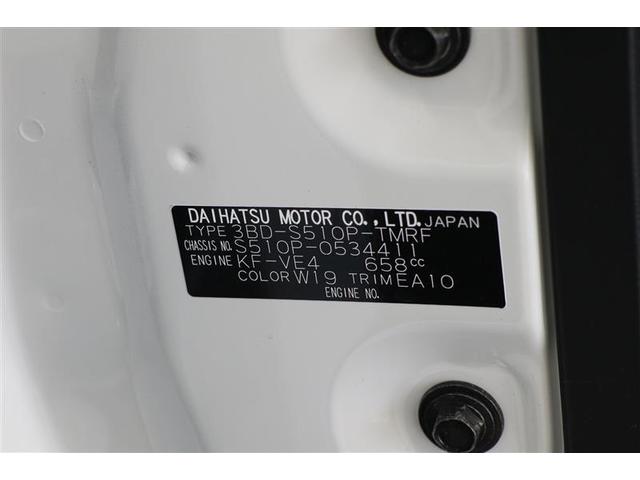 DAIHATSU MOTOR CO.,LTD. JAPAN
TYPE 3BD-S510P-TMRF
CHASSIS NO. S510P-0534411
ENGINE KF-VE4 658cc
COLOR W19 TRIM EA10
ENGINE NO.